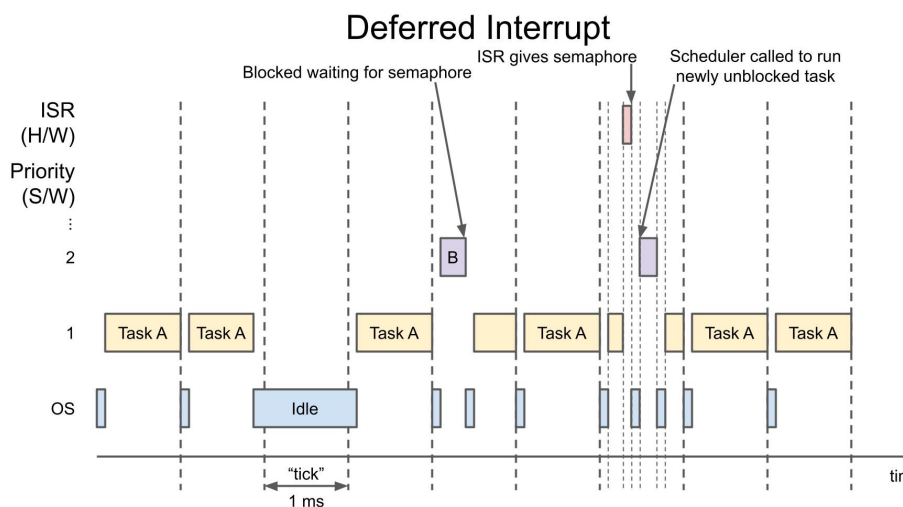 Deferred Interrupt
Blocked waiting for semaphore
ISR gives semaphore
Scheduler called to run
newly unblocked task
ISR
(H/W)
Priority
(S/W)
⋮
2
B
1
Task A
Task A
Task A
Task A
Task A
Task A
OS
Idle
“tick”
1 ms